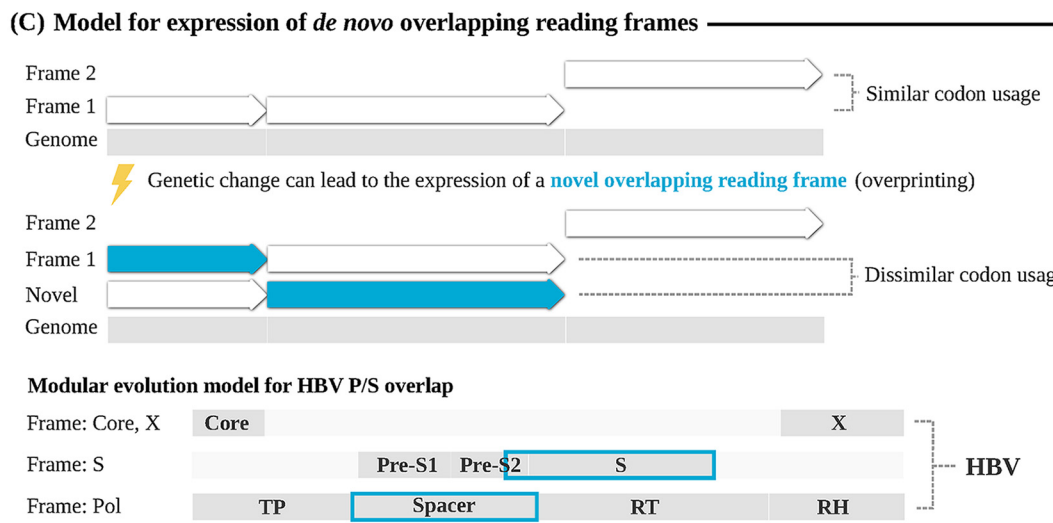 (C) Model for expression of de novo overlapping reading frames
Frame 2
Frame 1
Similar codon usage
Genome
Genetic change can lead to the expression of a novel overlapping reading frame (overprinting)
Frame 2
Frame 1
Dissimilar codon usag
Novel
Genome
Modular evolution model for HBV P/S overlap
Frame: Core, X Core X
Frame: S Pre-S1 Pre-S2 S
HBV
Frame: Pol TP Spacer RT RH